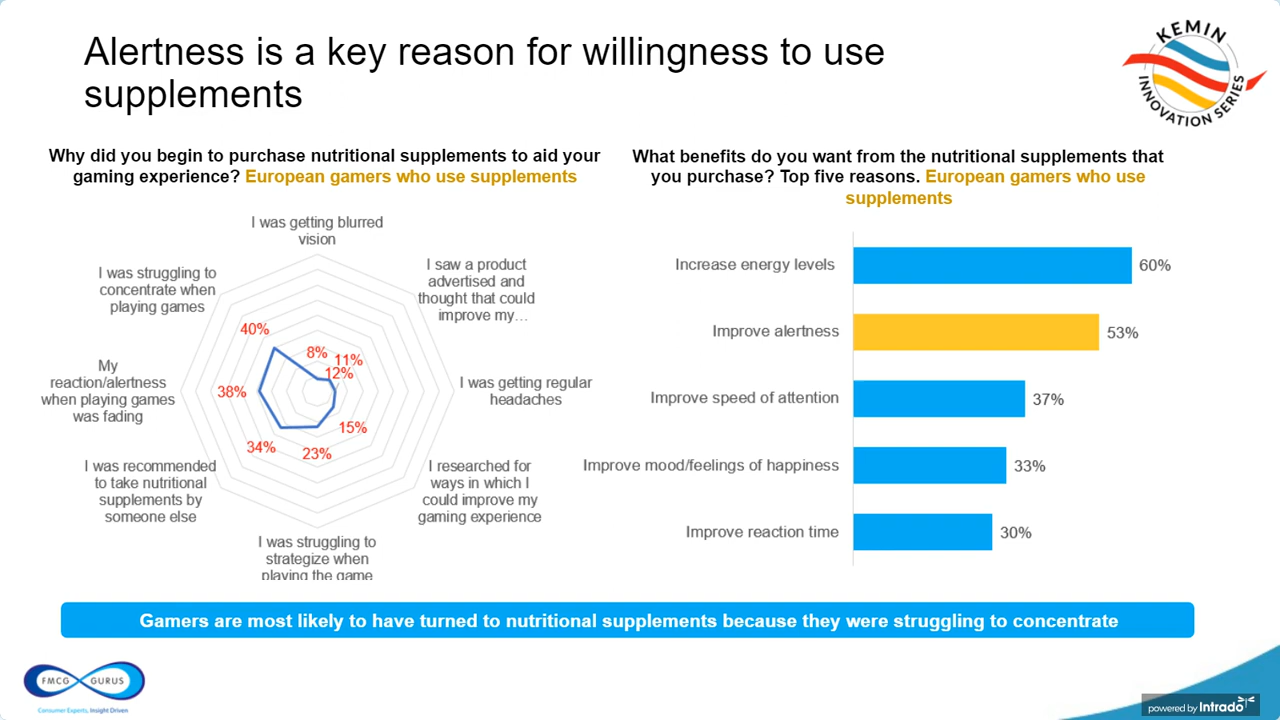 Alertness is a key reason for willingness to use
supplements
KEMIN
INNOVATION SERIES
Why did you begin to purchase nutritional supplements to aid your
gaming experience? European gamers who use supplements
I was getting blurred
vision
I saw a product
advertised and
thought that could
improve my…
I was getting regular
headaches
I researched for
ways in which I
could improve my
gaming experience
I was struggling to
strategize when
playing the game
I was recommended
to take nutritional
supplements by
someone else
My
reaction/alertness
when playing games
was fading
I was struggling to
concentrate when
playing games
8%
11%
12%
15%
23%
34%
38%
40%
What benefits do you want from the nutritional supplements that
you purchase? Top five reasons. European gamers who use
supplements
Increase energy levels 60%
Improve alertness 53%
Improve speed of attention 37%
Improve mood/feelings of happiness 33%
Improve reaction time 30%
Gamers are most likely to have turned to nutritional supplements because they were struggling to concentrate
FMCG GURUS
Consumer Experts, Insight Driven
powered by Intrado